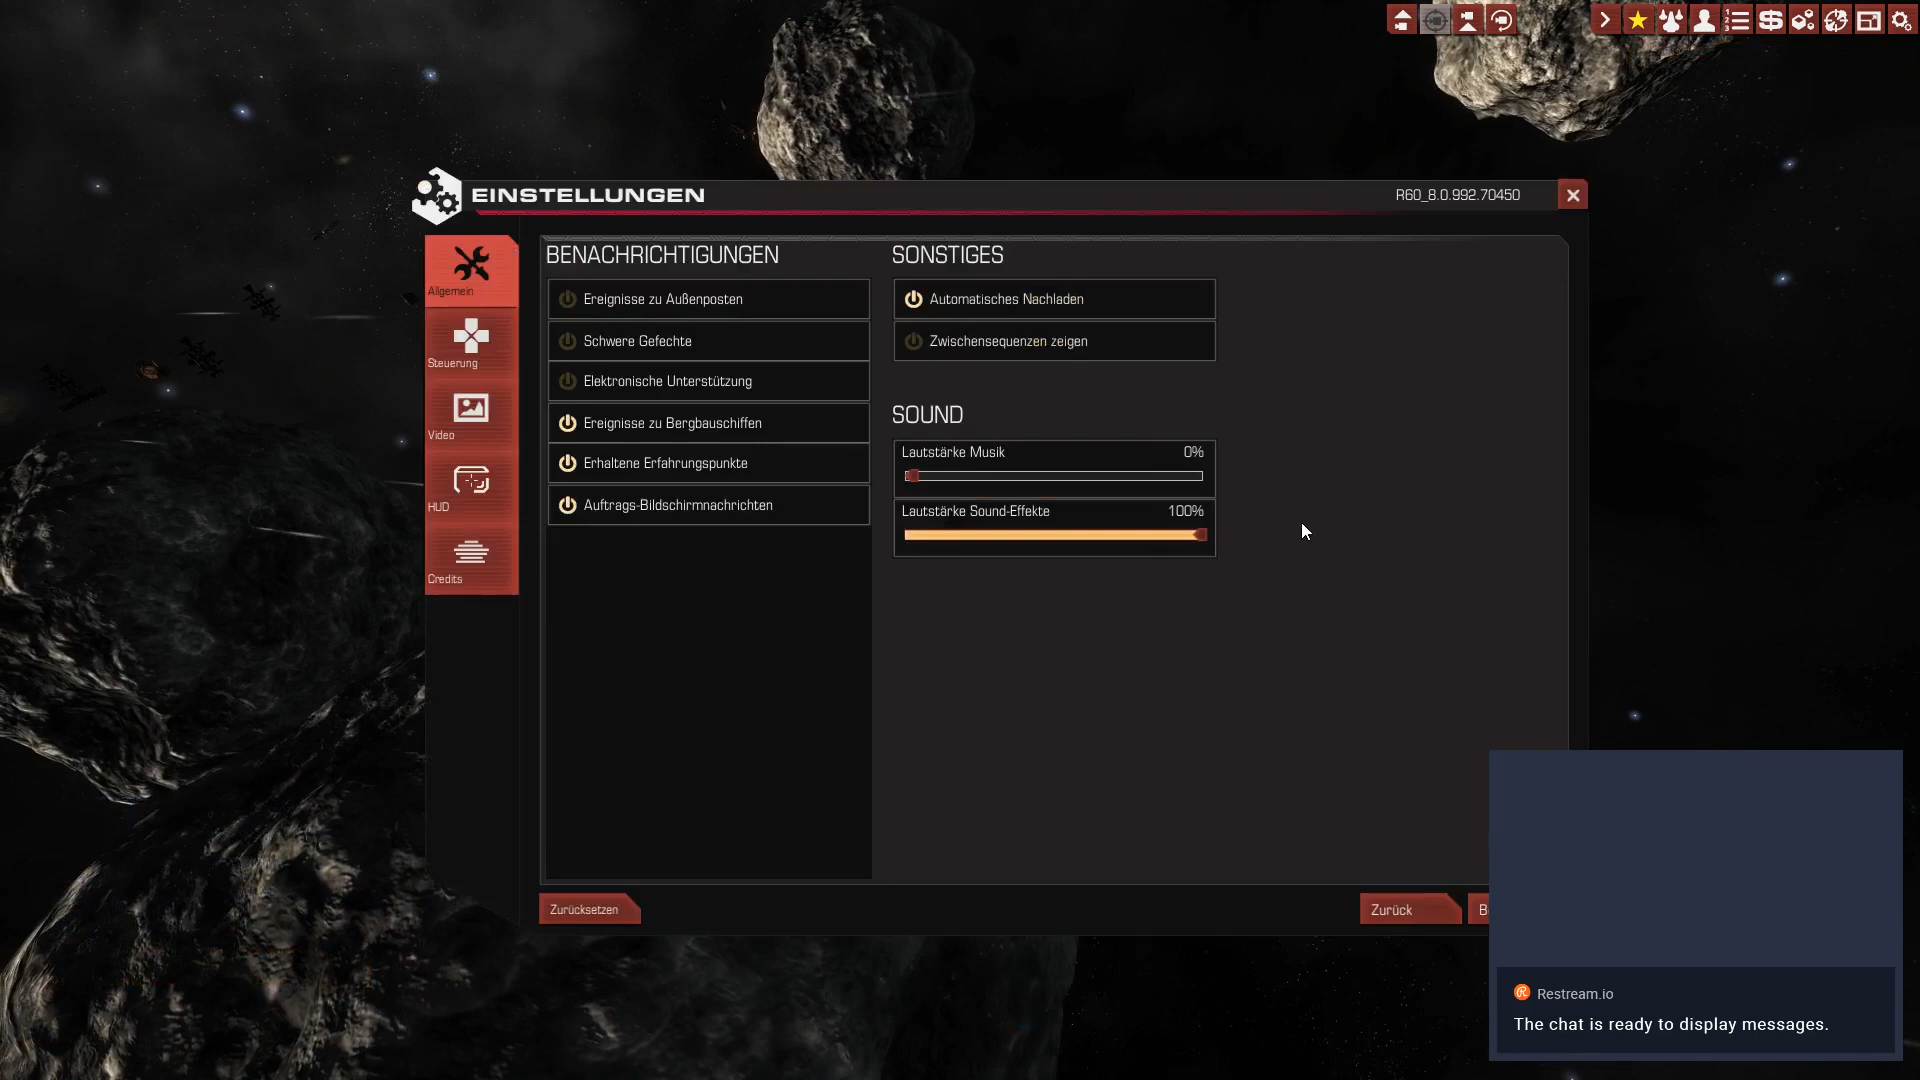 EINSTELLUNGEN
R60_8.0.992.70450
Allgemein
Steuerung
Video
HUD
Credits
BENACHRICHTIGUNGEN
Ereignisse zu Außenposten
Schwere Gefechte
Elektronische Unterstützung
Ereignisse zu Bergbauschiffen
Erhaltene Erfahrungspunkte
Auftrags-Bildschirmnachrichten
SONSTIGES
Automatisches Nachladen
Zwischensequenzen zeigen
SOUND
Lautstärke Musik 0%
Lautstärke Sound-Effekte 100%
Zurücksetzen
Zurück
Restream.io
The chat is ready to display messages.